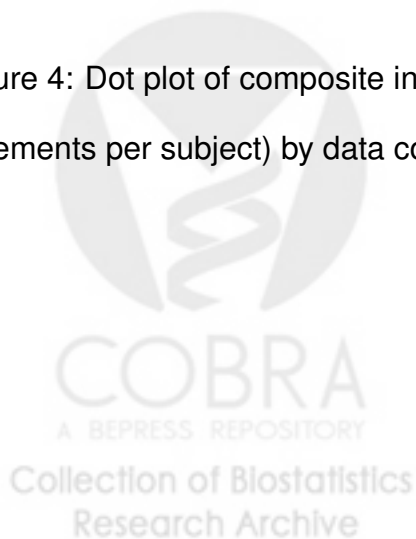 ure 4: Dot plot of composite in
ements per subject) by data co
COBRA
A BEPRESS REPOSITORY
Collection of Biostatistics
Research Archive